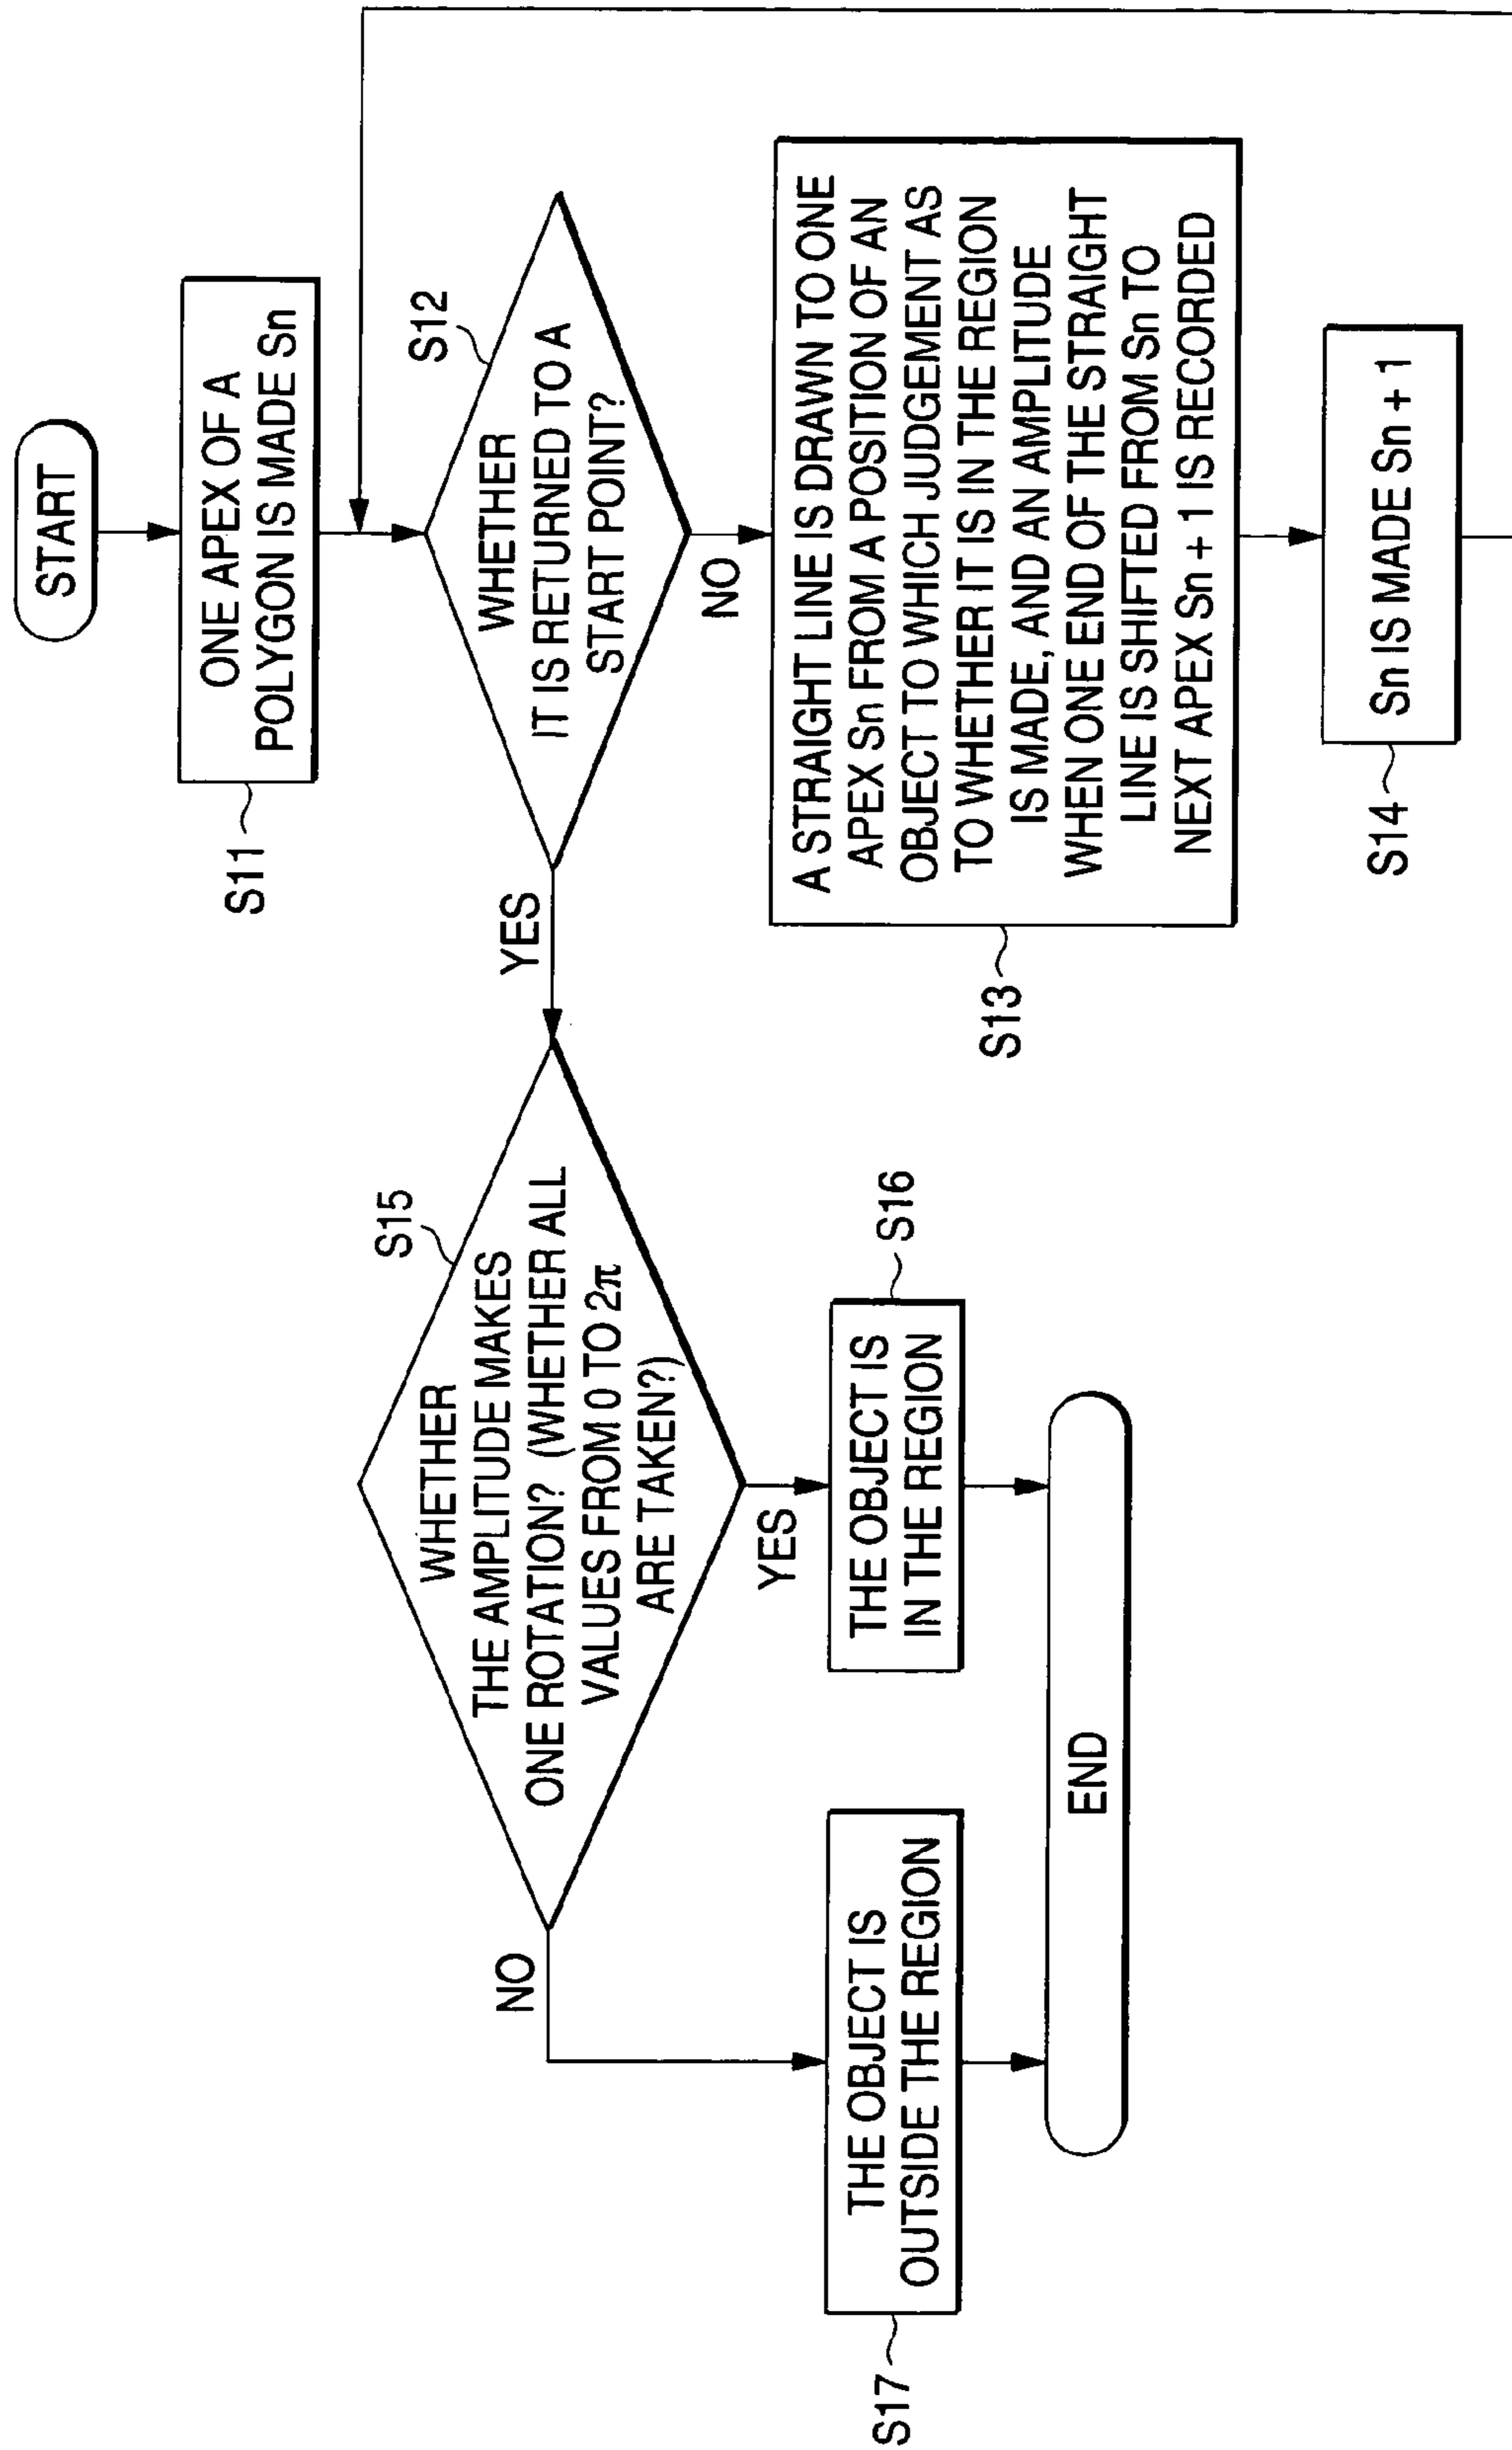 START
S11
ONE APEX OF A
POLYGON IS MADE Sn
S12
WHETHER
IT IS RETURNED TO A
START POINT?
YES
NO
S13
A STRAIGHT LINE IS DRAWN TO ONE
APEX Sn FROM A POSITION OF AN
OBJECT TO WHICH JUDGEMENT AS
TO WHETHER IT IS IN THE REGION
IS MADE, AND AN AMPLITUDE
WHEN ONE END OF THE STRAIGHT
LINE IS SHIFTED FROM Sn TO
NEXT APEX Sn + 1 IS RECORDED
S14
Sn IS MADE Sn + 1
S15
WHETHER
THE AMPLITUDE MAKES
ONE ROTATION? (WHETHER ALL
VALUES FROM 0 TO 2π
ARE TAKEN?)
NO
YES
S16
THE OBJECT IS
IN THE REGION
S17
THE OBJECT IS
OUTSIDE THE REGION
END